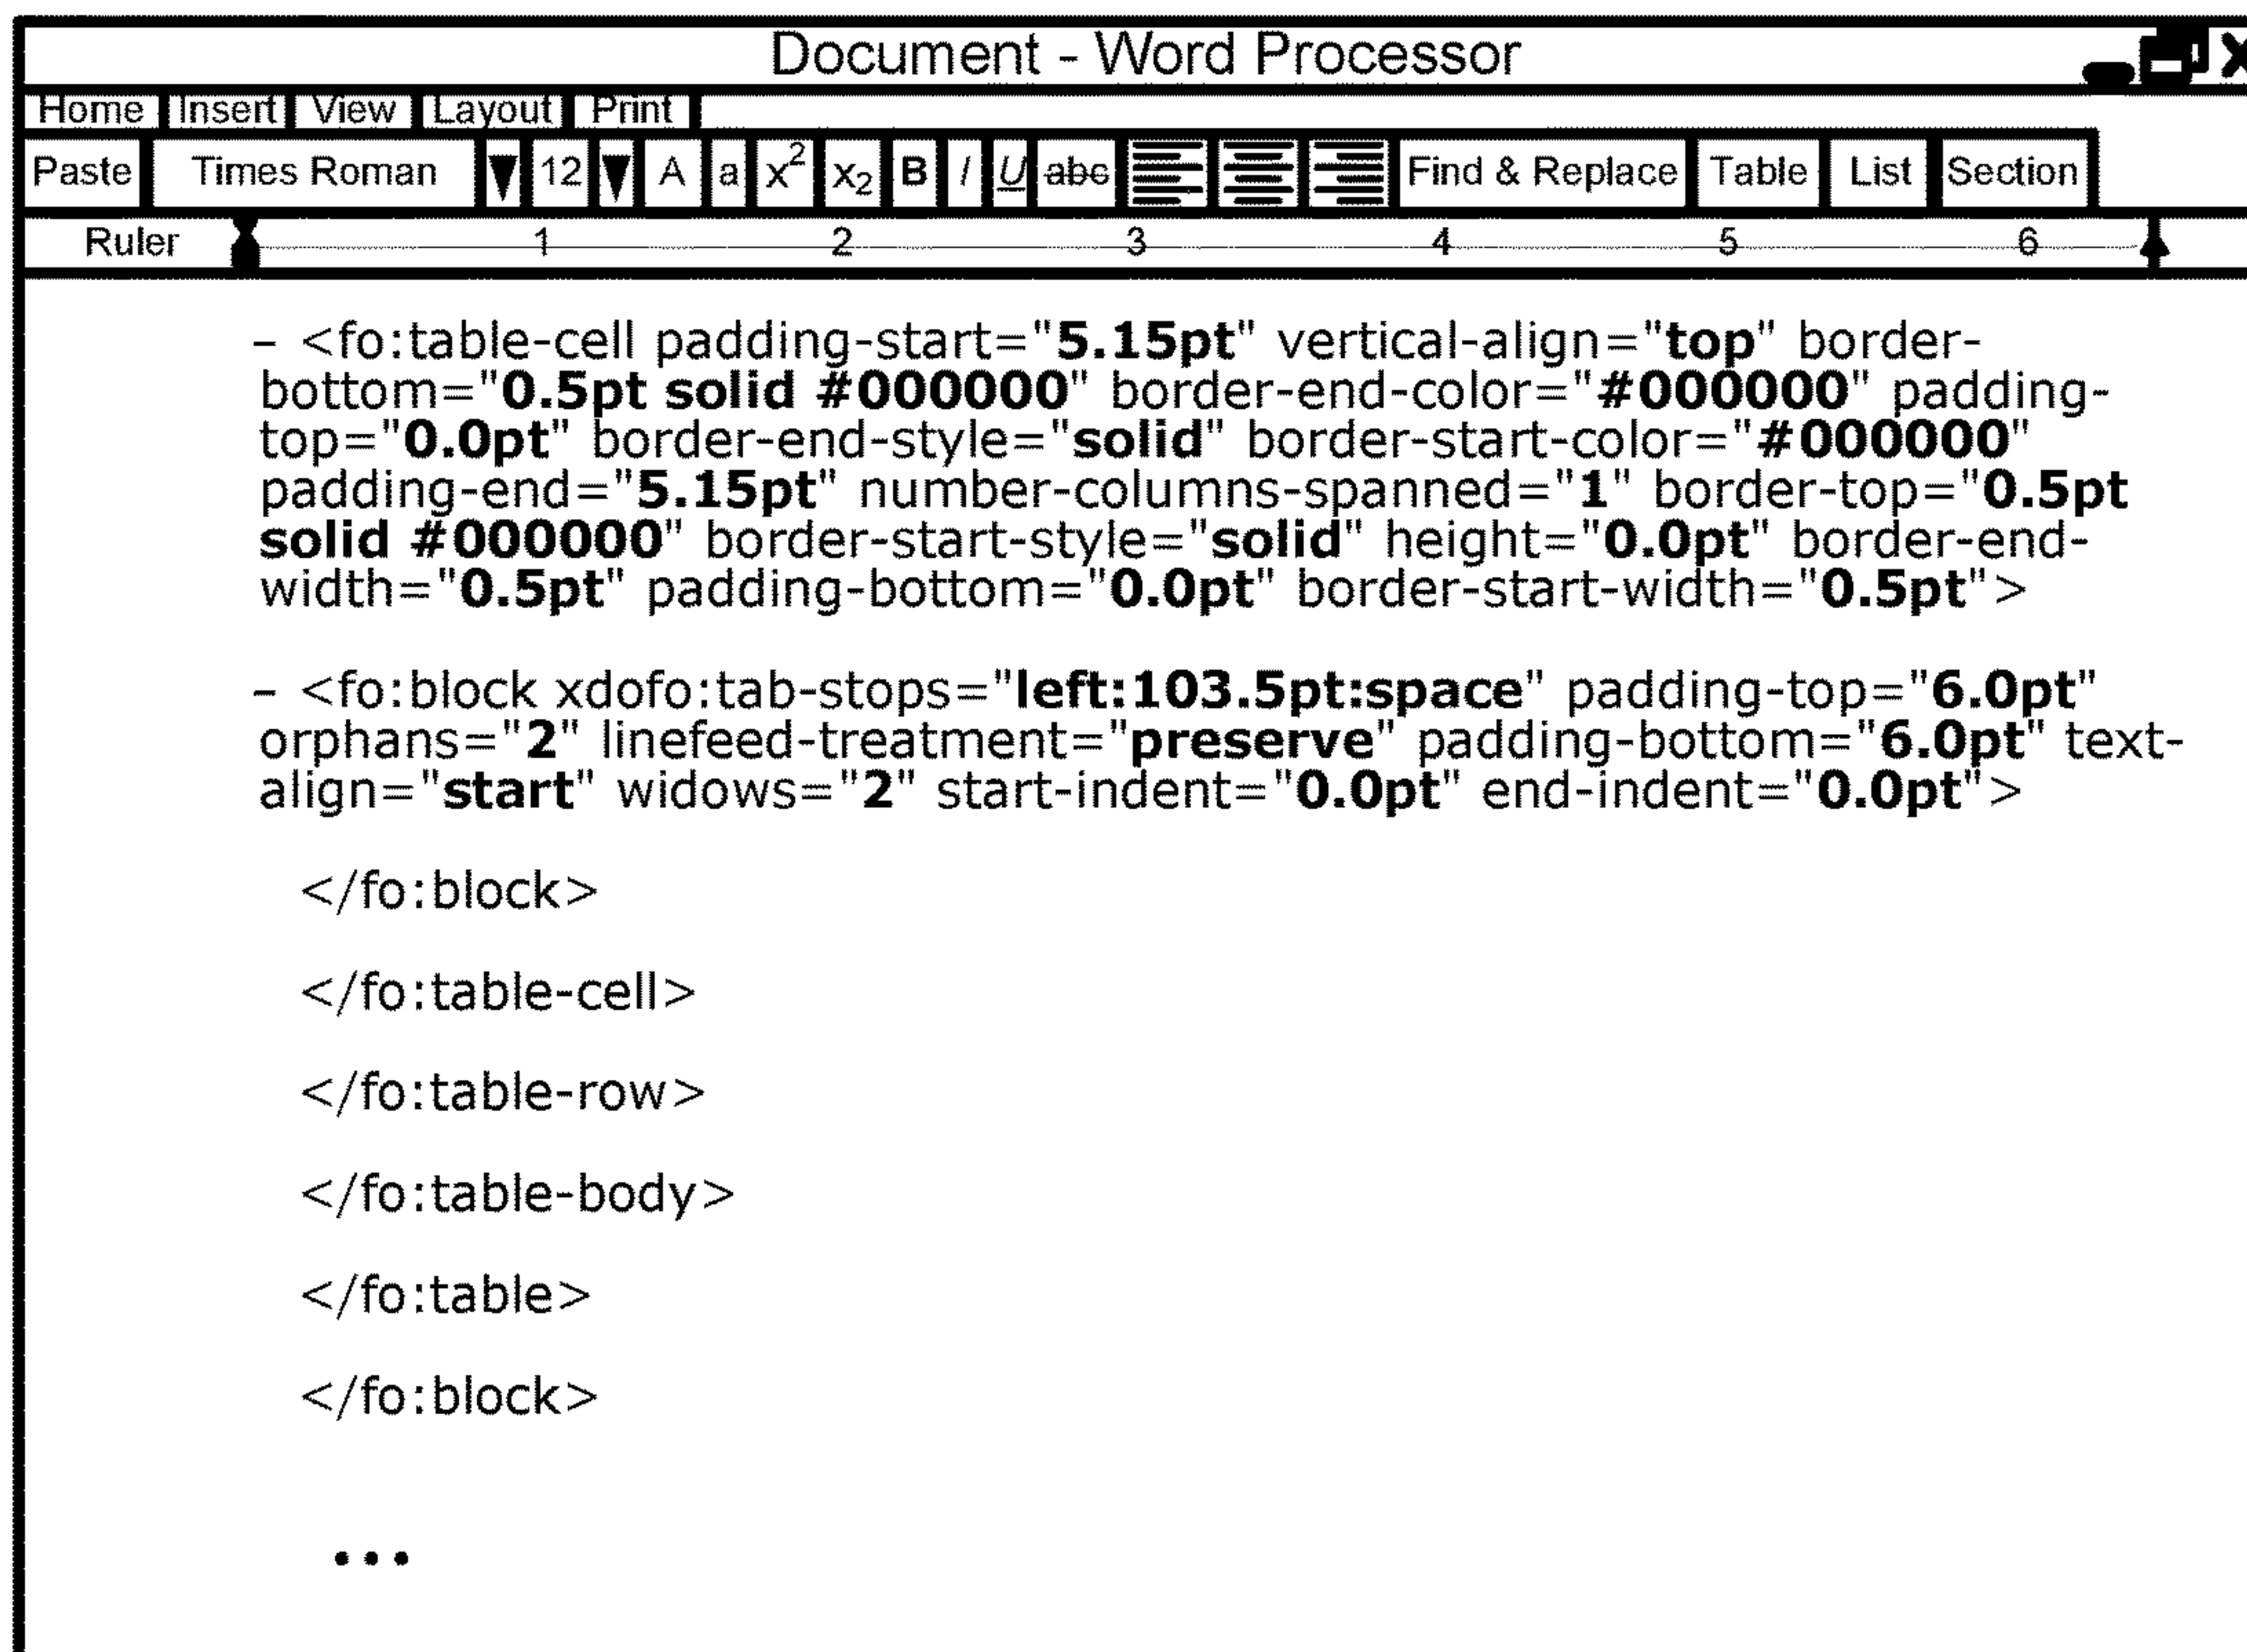 Document - Word Processor
Home Insert View Layout Print
Paste Times Roman 12 A a x² x₂ B I U abc Find & Replace Table List Section
Ruler 1 2 3 4 5 6
– <fo:table-cell padding-start="5.15pt" vertical-align="top" border-
bottom="0.5pt solid #000000" border-end-color="#000000" padding-
top="0.0pt" border-end-style="solid" border-start-color="#000000"
padding-end="5.15pt" number-columns-spanned="1" border-top="0.5pt
solid #000000" border-start-style="solid" height="0.0pt" border-end-
width="0.5pt" padding-bottom="0.0pt" border-start-width="0.5pt">
– <fo:block xdofo:tab-stops="left:103.5pt:space" padding-top="6.0pt"
orphans="2" linefeed-treatment="preserve" padding-bottom="6.0pt" text-
align="start" widows="2" start-indent="0.0pt" end-indent="0.0pt">
</fo:block>
</fo:table-cell>
</fo:table-row>
</fo:table-body>
</fo:table>
</fo:block>
...